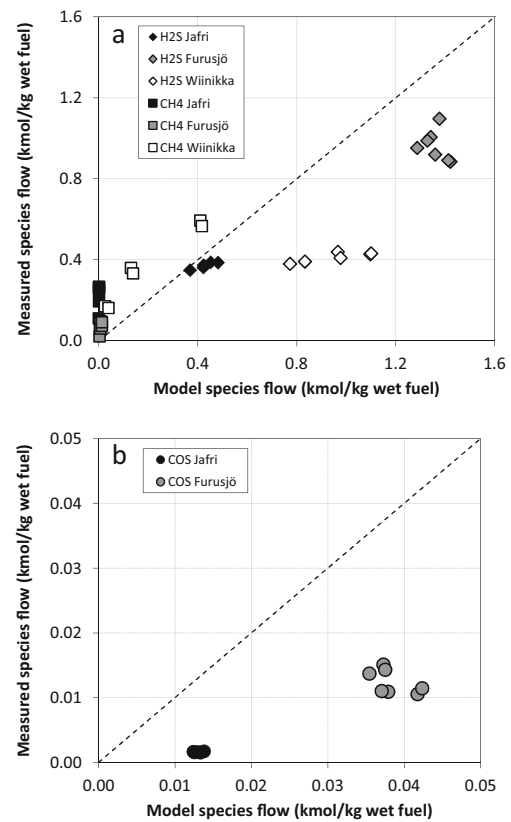 a
H2S Jafri
H2S Furusjö
H2S Wiinikka
CH4 Jafri
CH4 Furusjö
CH4 Wiinikka
Measured species flow (kmol/kg wet fuel)
1.6
1.2
0.8
0.4
0.0
0.0 0.4 0.8 1.2 1.6
Model species flow (kmol/kg wet fuel)
b
COS Jafri
COS Furusjö
Measured species flow (kmol/kg wet fuel)
0.05
0.04
0.03
0.02
0.01
0.00
0.00 0.01 0.02 0.03 0.04 0.05
Model species flow (kmol/kg wet fuel)